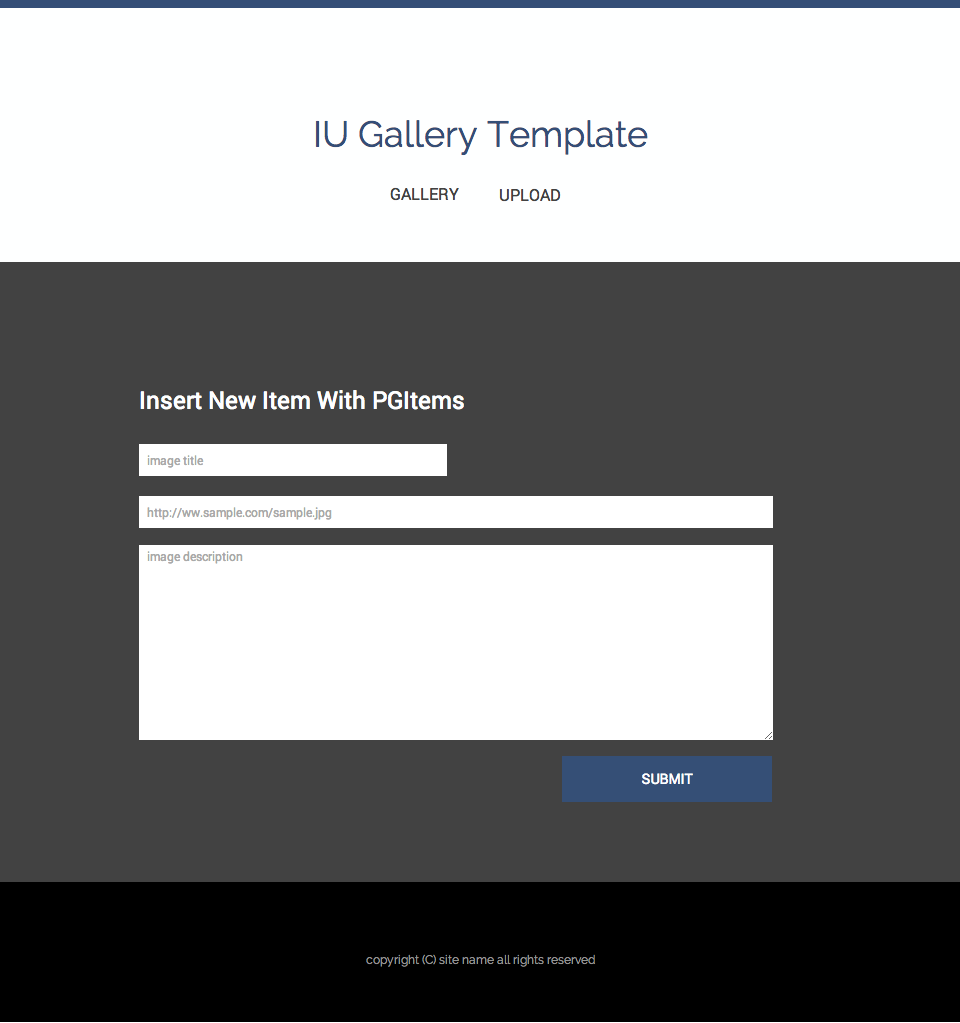 IU Gallery Template
GALLERY UPLOAD
Insert New Item With PGItems
image title
http://ww.sample.com/sample.jpg
image description
SUBMIT
copyright (C) site name all rights reserved